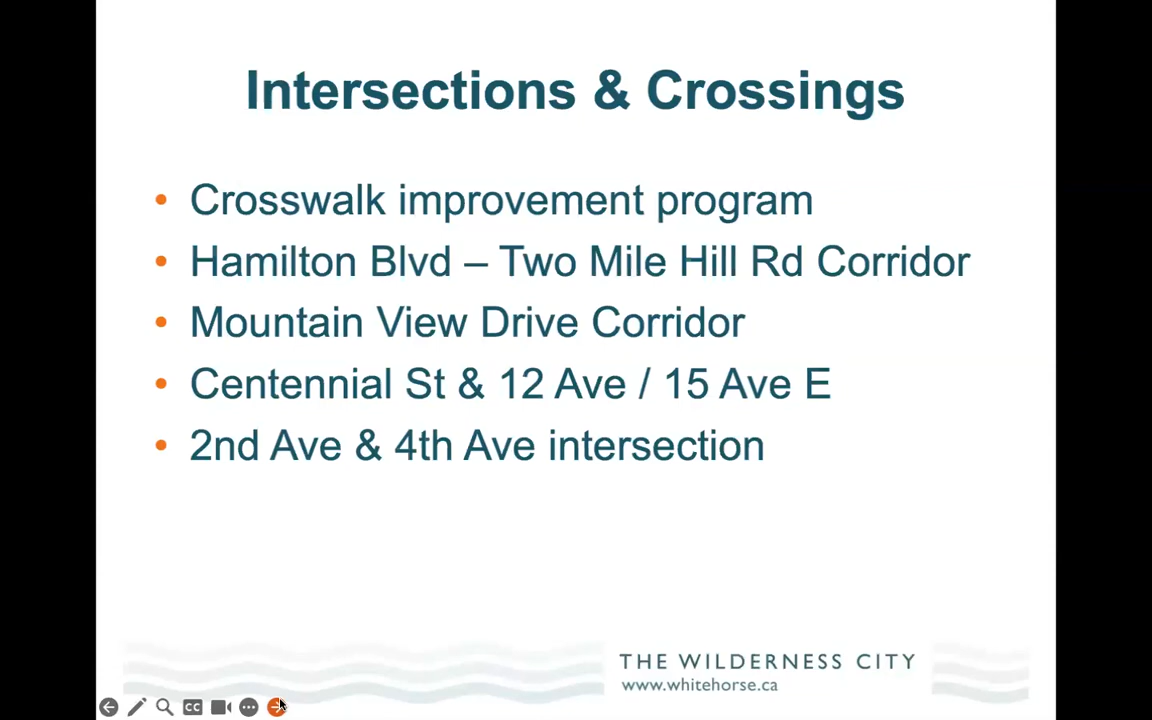 Intersections & Crossings
• Crosswalk improvement program
• Hamilton Blvd – Two Mile Hill Rd Corridor
• Mountain View Drive Corridor
• Centennial St & 12 Ave / 15 Ave E
• 2nd Ave & 4th Ave intersection
THE WILDERNESS CITY
www.whitehorse.ca
CC